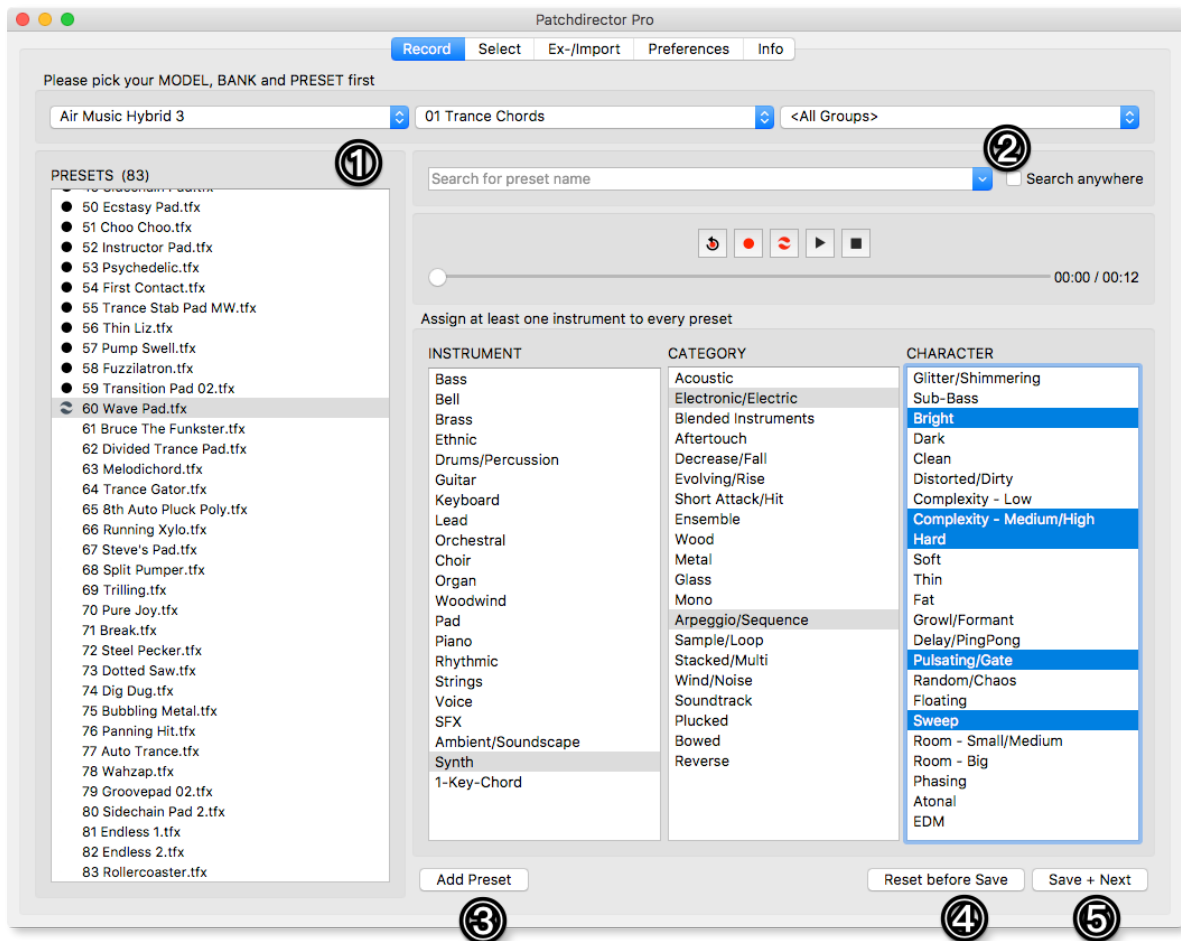 Patchdirector Pro
Record Select Ex-/Import Preferences Info
Please pick your MODEL, BANK and PRESET first
Air Music Hybrid 3
01 Trance Chords
<All Groups>
①
②
PRESETS (83)
50 Ecstasy Pad.tfx
51 Choo Choo.tfx
52 Instructor Pad.tfx
53 Psychedelic.tfx
54 First Contact.tfx
55 Trance Stab Pad MW.tfx
56 Thin Liz.tfx
57 Pump Swell.tfx
58 Fuzzilatron.tfx
59 Transition Pad 02.tfx
60 Wave Pad.tfx
61 Bruce The Funkster.tfx
62 Divided Trance Pad.tfx
63 Melodichord.tfx
64 Trance Gator.tfx
65 8th Auto Pluck Poly.tfx
66 Running Xylo.tfx
67 Steve's Pad.tfx
68 Split Pumper.tfx
69 Trilling.tfx
70 Pure Joy.tfx
71 Break.tfx
72 Steel Pecker.tfx
73 Dotted Saw.tfx
74 Dig Dug.tfx
75 Bubbling Metal.tfx
76 Panning Hit.tfx
77 Auto Trance.tfx
78 Wahzap.tfx
79 Groovepad 02.tfx
80 Sidechain Pad 2.tfx
81 Endless 1.tfx
82 Endless 2.tfx
83 Rollercoaster.tfx
Search for preset name
Search anywhere
00:00 / 00:12
Assign at least one instrument to every preset
INSTRUMENT
Bass
Bell
Brass
Ethnic
Drums/Percussion
Guitar
Keyboard
Lead
Orchestral
Choir
Organ
Woodwind
Pad
Piano
Rhythmic
Strings
Voice
SFX
Ambient/Soundscape
Synth
1-Key-Chord
CATEGORY
Acoustic
Electronic/Electric
Blended Instruments
Aftertouch
Decrease/Fall
Evolving/Rise
Short Attack/Hit
Ensemble
Wood
Metal
Glass
Mono
Arpeggio/Sequence
Sample/Loop
Stacked/Multi
Wind/Noise
Soundtrack
Plucked
Bowed
Reverse
CHARACTER
Glitter/Shimmering
Sub-Bass
Bright
Dark
Clean
Distorted/Dirty
Complexity - Low
Complexity - Medium/High
Hard
Soft
Thin
Fat
Growl/Formant
Delay/PingPong
Pulsating/Gate
Random/Chaos
Floating
Sweep
Room - Small/Medium
Room - Big
Phasing
Atonal
EDM
Add Preset
Reset before Save
Save + Next
③
④
⑤